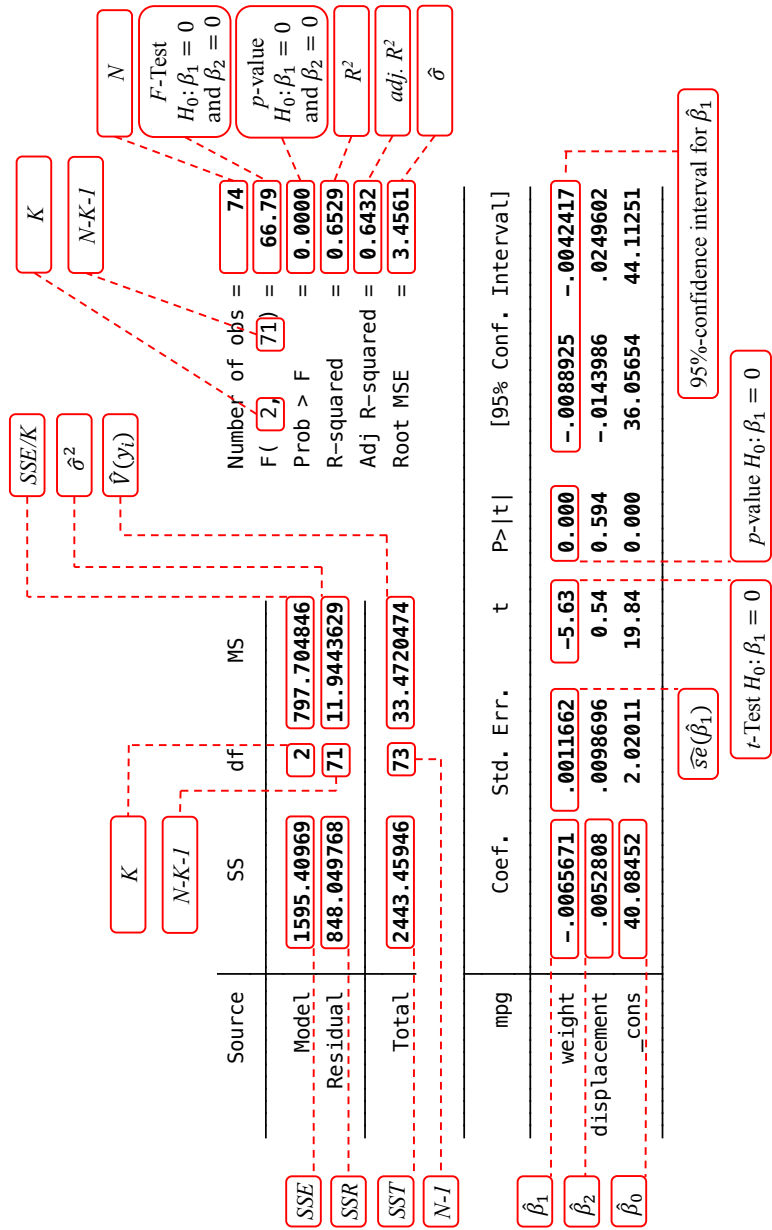 K
N-K-1
SSE/K
σ̂²
V̂(yᵢ)
K
N-K-1
N
F-Test
H₀: β₁ = 0
and β₂ = 0
p-value
H₀: β₁ = 0
and β₂ = 0
R²
adj. R²
σ̂
Source SS df MS
Model 1595.40969 2 797.704846
Residual 848.049768 71 11.9443629
Total 2443.45946 73 33.4720474
Number of obs = 74
F( 2, 71) = 66.79
Prob > F = 0.0000
R-squared = 0.6529
Adj R-squared = 0.6432
Root MSE = 3.4561
SSE
SSR
SST
N-1
mpg Coef. Std. Err. t P>|t| [95% Conf. Interval]
weight -.0065671 .0011662 -5.63 0.000 -.0088925 -.0042417
displacement .0052808 .0098696 0.54 0.594 -.0143986 .0249602
_cons 40.08452 2.02011 19.84 0.000 36.05654 44.11251
β̂₁
β̂₂
β̂₀
ŝe(β̂₁)
t-Test H₀: β₁ = 0
p-value H₀: β₁ = 0
95%-confidence interval for β̂₁